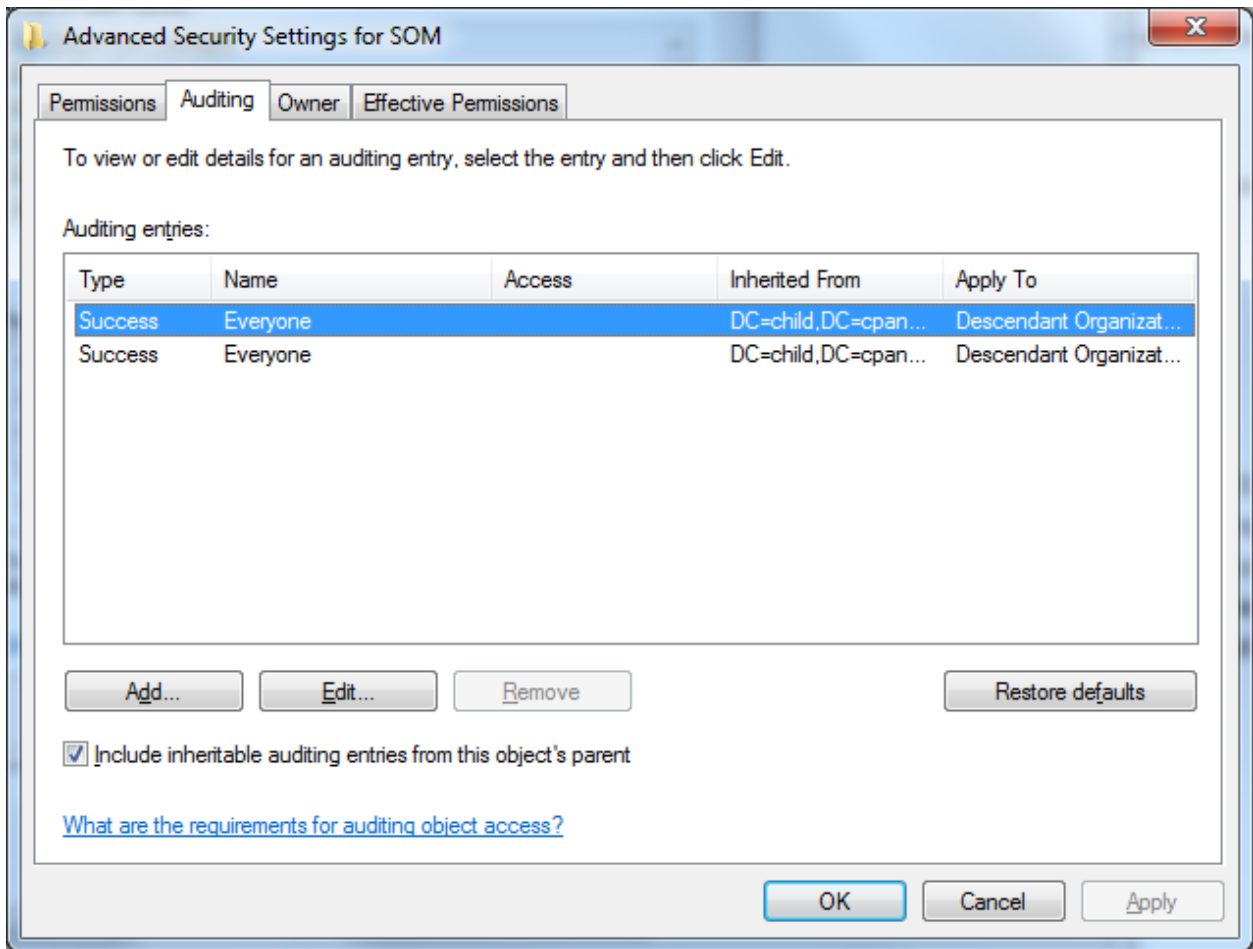 Advanced Security Settings for SOM
Permissions Auditing Owner Effective Permissions
To view or edit details for an auditing entry, select the entry and then click Edit.
Auditing entries:
Type Name Access Inherited From Apply To
Success Everyone DC=child,DC=cpan... Descendant Organizat...
Success Everyone DC=child,DC=cpan... Descendant Organizat...
Add... Edit... Remove Restore defaults
Include inheritable auditing entries from this object's parent
What are the requirements for auditing object access?
OK Cancel Apply